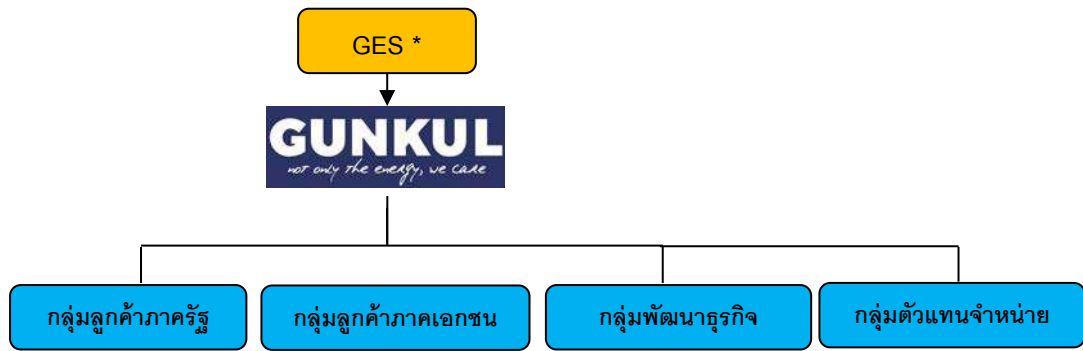 GES *
GUNKUL
not only the energy, we care
กลุ่มลูกค้าภาครัฐ
กลุ่มลูกค้าภาคเอกชน
กลุ่มพัฒนาธุรกิจ
กลุ่มตัวแทนจำหน่าย